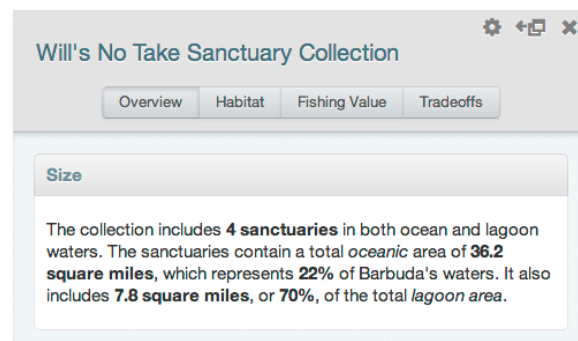 Will's No Take Sanctuary Collection
Overview Habitat Fishing Value Tradeoffs
Size
The collection includes 4 sanctuaries in both ocean and lagoon
waters. The sanctuaries contain a total oceanic area of 36.2
square miles, which represents 22% of Barbuda's waters. It also
includes 7.8 square miles, or 70%, of the total lagoon area.